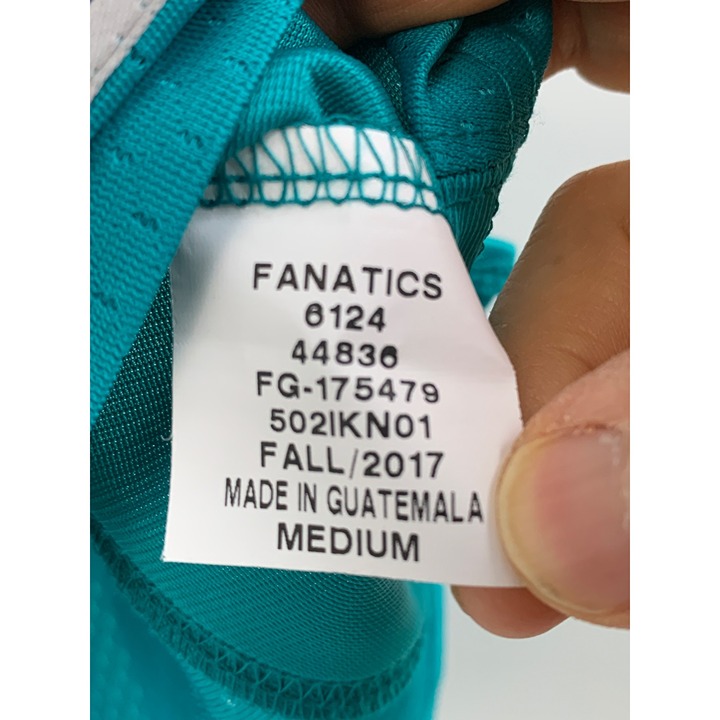 FANATICS
6124
44836
FG-175479
502IKN01
FALL/2017
MADE IN GUATEMALA
MEDIUM